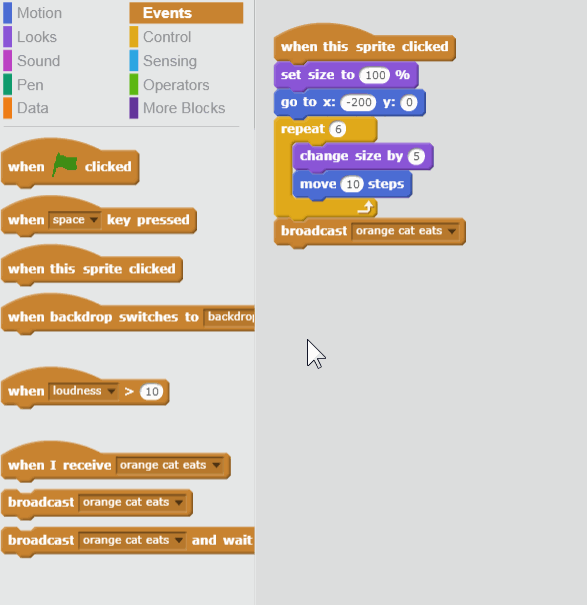 Motion
Events
Looks
Control
Sound
Sensing
Pen
Operators
Data
More Blocks
when clicked
when space key pressed
when this sprite clicked
when backdrop switches to
when loudness > 10
when I receive orange cat eats
broadcast orange cat eats
broadcast orange cat eats and wait
when this sprite clicked
set size to 100 %
go to x: -200 y: 0
repeat 6
change size by 5
move 10 steps
broadcast orange cat eats